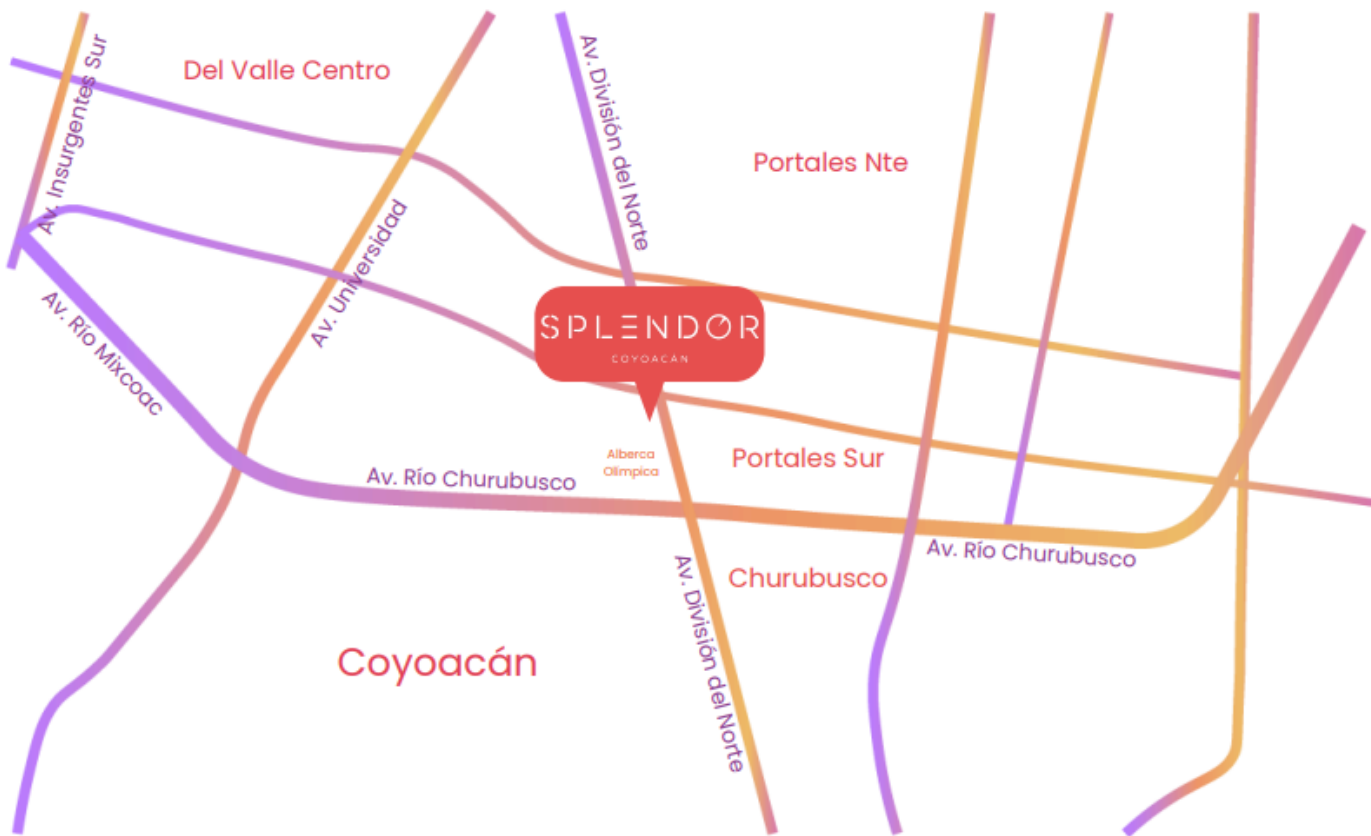 Av. Insurgentes Sur
Del Valle Centro
Av. División del Norte
Portales Nte
Av. Universidad
Av. Río Mixcoac
SPLENDOR
COYOACÁN
Alberca
Olímpica
Portales Sur
Av. Río Churubusco
Av. Río Churubusco
Churubusco
Av. División del Norte
Coyoacán